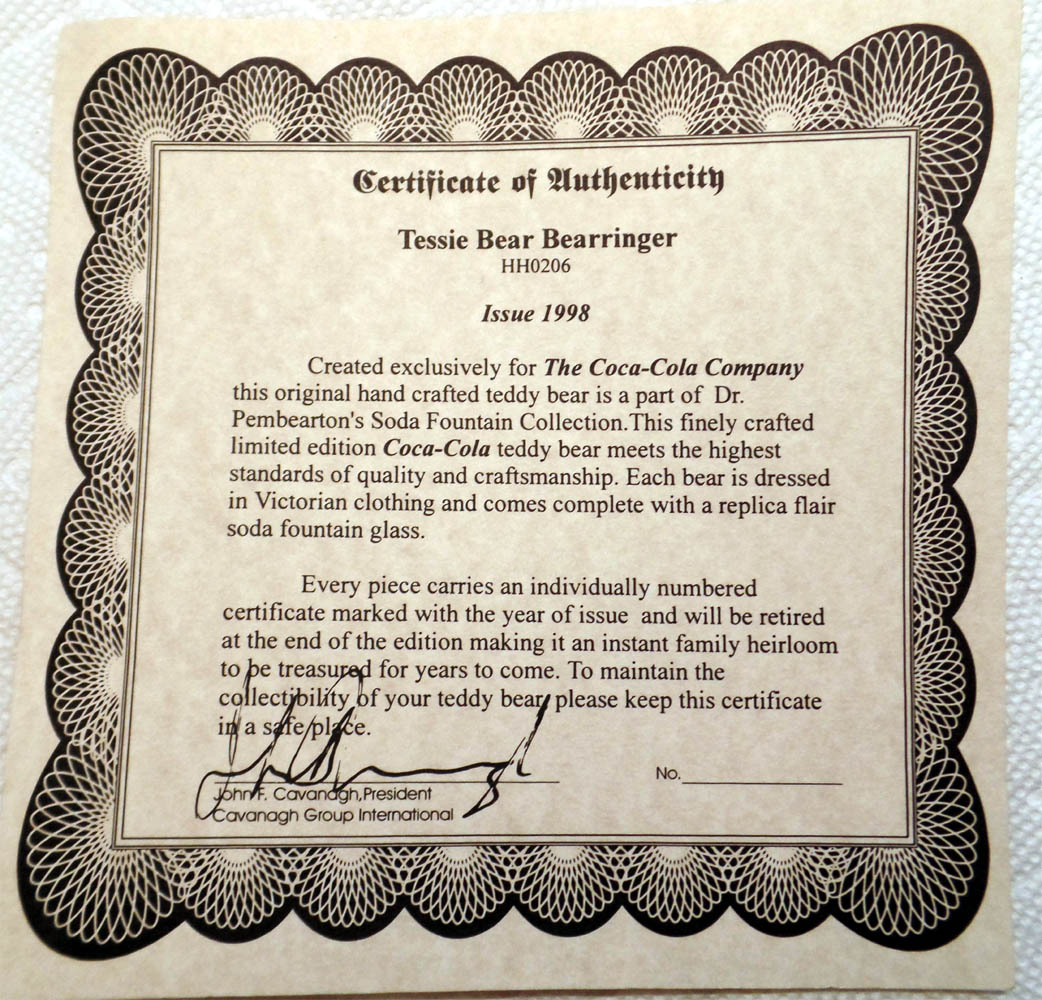 Certificate of Authenticity
Tessie Bear Bearringer
HH0206
Issue 1998
Created exclusively for The Coca-Cola Company
this original hand crafted teddy bear is a part of Dr.
Pembearton's Soda Fountain Collection.This finely crafted
limited edition Coca-Cola teddy bear meets the highest
standards of quality and craftsmanship. Each bear is dressed
in Victorian clothing and comes complete with a replica flair
soda fountain glass.
Every piece carries an individually numbered
certificate marked with the year of issue and will be retired
at the end of the edition making it an instant family heirloom
to be treasured for years to come. To maintain the
collectibility of your teddy bear, please keep this certificate
in a safe place.
No.
John F. Cavanagh,President
Cavanagh Group International